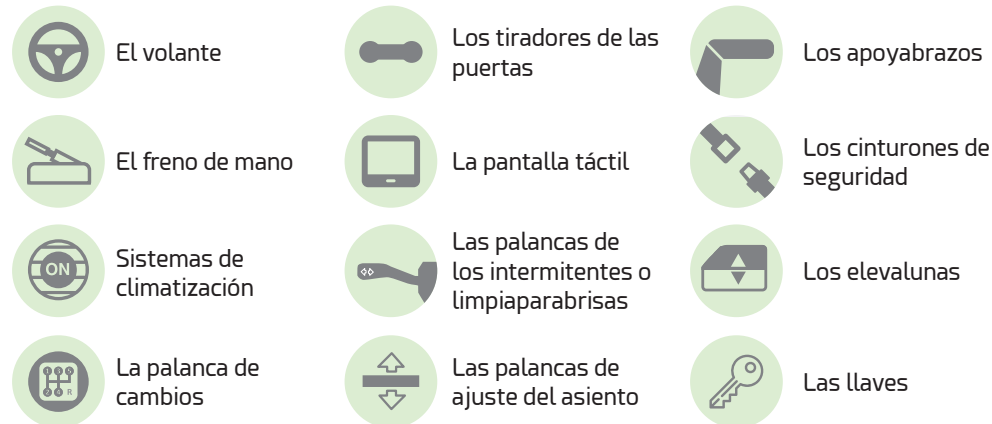 El volante
Los tiradores de las
puertas
Los apoyabrazos
El freno de mano
La pantalla táctil
Los cinturones de
seguridad
ON
Sistemas de
climatización
Las palancas de
los intermitentes o
limpiaparabrisas
Los elevalunas
La palanca de
cambios
Las palancas de
ajuste del asiento
Las llaves